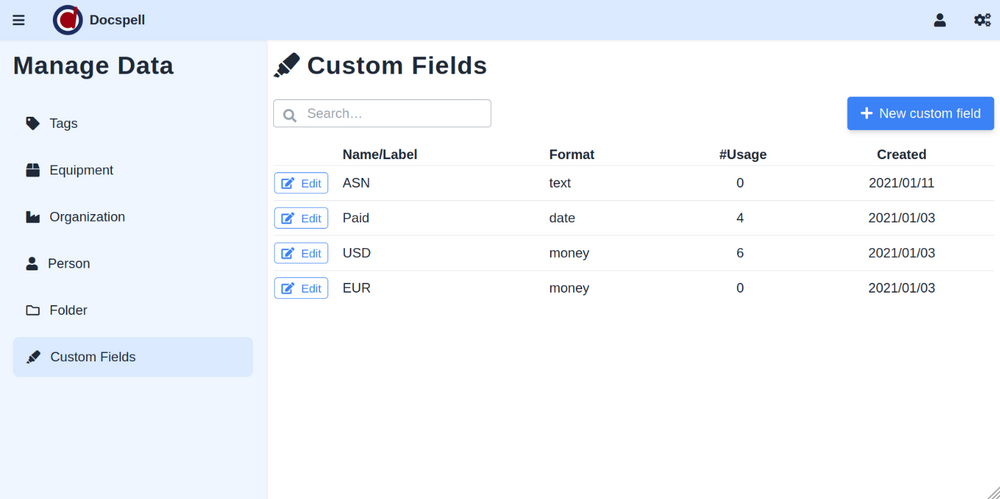 Docspell
Manage Data
Tags
Equipment
Organization
Person
Folder
Custom Fields
Custom Fields
Search…
New custom field
Name/Label Format #Usage Created
Edit ASN text 0 2021/01/11
Edit Paid date 4 2021/01/03
Edit USD money 6 2021/01/03
Edit EUR money 0 2021/01/03